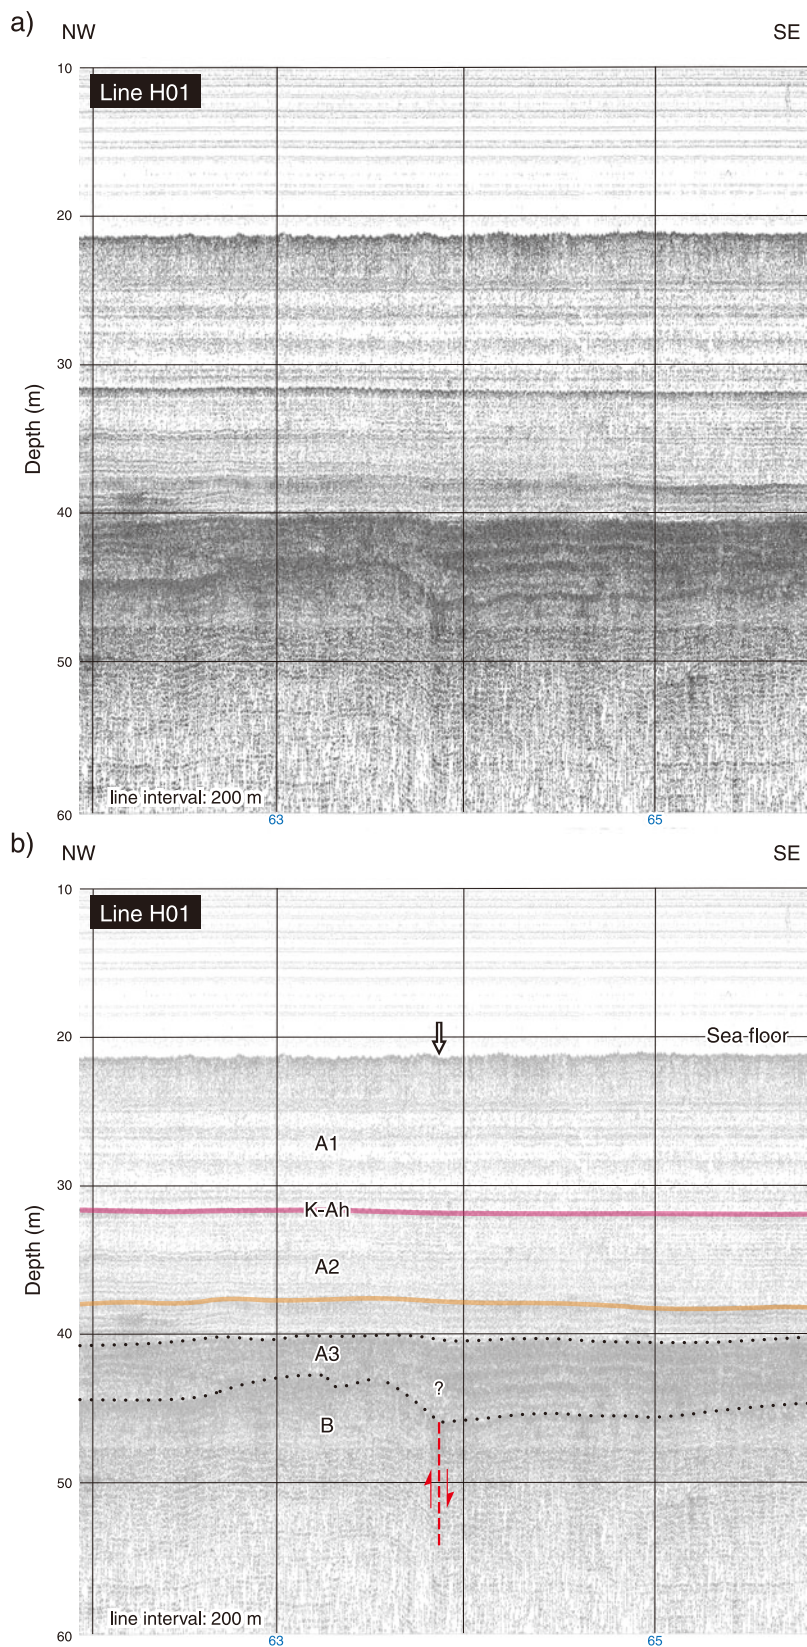 a)
NW
SE
Line H01
10
20
30
40
50
60
Depth (m)
line interval: 200 m
63
65
b)
NW
SE
Line H01
10
20
30
40
50
60
Depth (m)
Sea floor
A1
K-Ah
A2
A3
?
B
line interval: 200 m
63
65